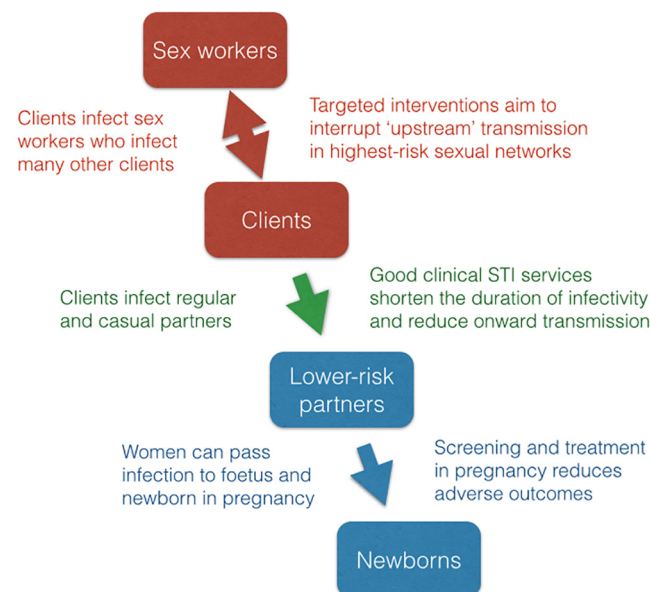 Sex workers
Clients infect sex
workers who infect
many other clients
Targeted interventions aim to
interrupt ‘upstream’ transmission
in highest-risk sexual networks
Clients
Clients infect regular
and casual partners
Good clinical STI services
shorten the duration of infectivity
and reduce onward transmission
Lower-risk
partners
Women can pass
infection to foetus and
newborn in pregnancy
Screening and treatment
in pregnancy reduces
adverse outcomes
Newborns